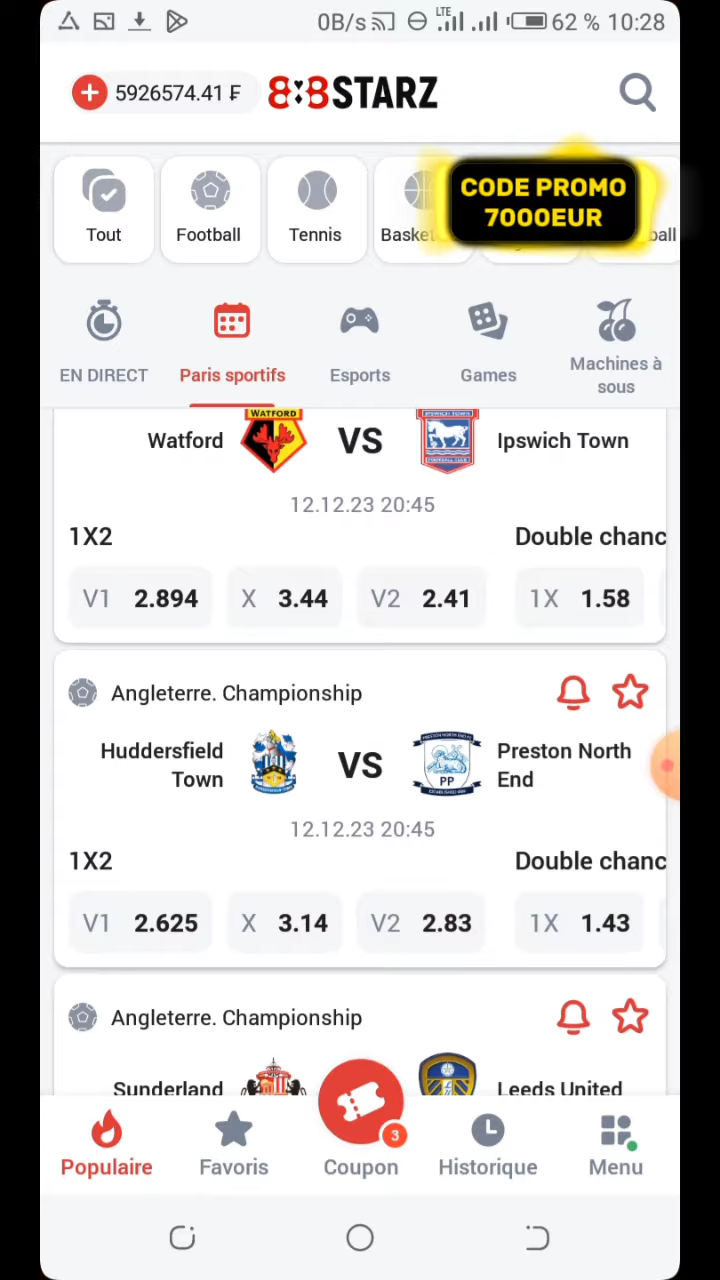 0B/s LTE 62 % 10:28
5926574.41 ₣ 888STARZ
CODE PROMO
7000EUR
Tout Football Tennis Basket ball
EN DIRECT Paris sportifs Esports Games Machines à
sous
WATFORD
Watford VS Ipswich Town
12.12.23 20:45
1X2 Double chanc
V1 2.894 X 3.44 V2 2.41 1X 1.58
Angleterre. Championship
Huddersfield
Town VS Preston North
End
PP
12.12.23 20:45
1X2 Double chanc
V1 2.625 X 3.14 V2 2.83 1X 1.43
Angleterre. Championship
Sunderland Leeds United
3
Populaire Favoris Coupon Historique Menu